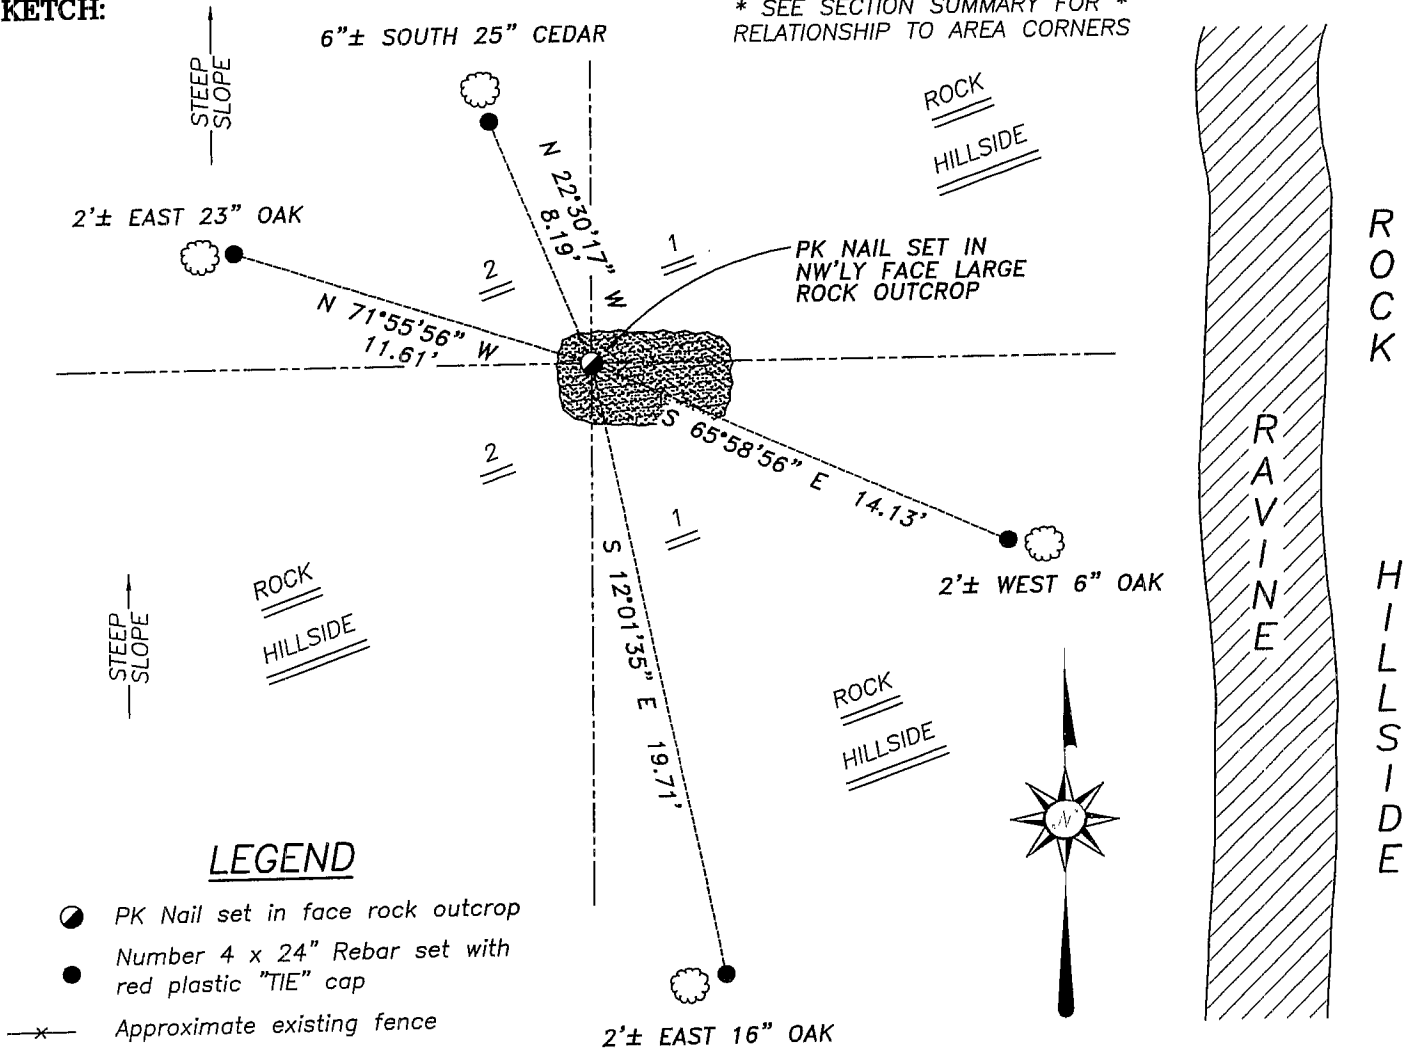 KETCH:
* SEE SECTION SUMMARY FOR *
RELATIONSHIP TO AREA CORNERS
6"± SOUTH 25" CEDAR
STEEP
SLOPE
ROCK
HILLSIDE
2'± EAST 23" OAK
N 22°30'17" W
8.19'
1
2
PK NAIL SET IN
NW'LY FACE LARGE
ROCK OUTCROP
N 71°55'56" W
11.61'
S 65°58'56" E 14.13'
2
1
2'± WEST 6" OAK
S 12°01'35" E 19.71'
ROCK
HILLSIDE
STEEP
SLOPE
ROCK
HILLSIDE
RAVINE
ROCK
HILLSIDE
N
LEGEND
PK Nail set in face rock outcrop
Number 4 x 24" Rebar set with
red plastic "TIE" cap
Approximate existing fence
2'± EAST 16" OAK